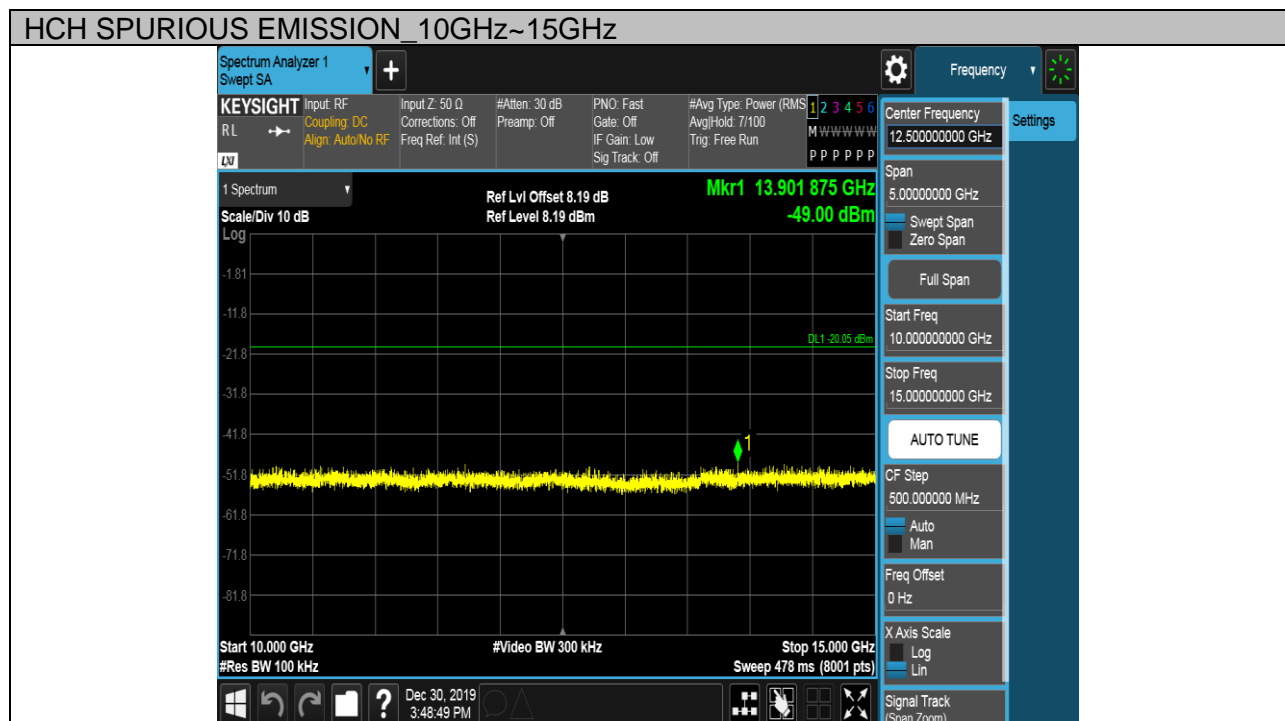 HCH SPURIOUS EMISSION_10GHz~15GHz
Spectrum Analyzer 1
Swept SA
+
Frequency
KEYSIGHT
RL
LXI
Input: RF
Coupling: DC
Align: Auto/No RF
Input Z: 50 Ω
Corrections: Off
Freq Ref: Int (S)
#Atten: 30 dB
Preamp: Off
PNO: Fast
Gate: Off
IF Gain: Low
Sig Track: Off
#Avg Type: Power (RMS
Avg|Hold: 7/100
Trig: Free Run
1 2 3 4 5 6
M W W W W W
P P P P P P
Center Frequency
12.500000000 GHz
Settings
Span
5.00000000 GHz
Swept Span
Zero Span
Full Span
Start Freq
10.000000000 GHz
Stop Freq
15.000000000 GHz
AUTO TUNE
CF Step
500.000000 MHz
Auto
Man
Freq Offset
0 Hz
X Axis Scale
Log
Lin
Signal Track
(Span Zoom)
1 Spectrum
Scale/Div 10 dB
Ref Lvl Offset 8.19 dB
Ref Level 8.19 dBm
Mkr1 13.901 875 GHz
-49.00 dBm
Log
-1.81
-11.8
DL1 -20.05 dBm
-21.8
-31.8
-41.8
1
-51.8
-61.8
-71.8
-81.8
Start 10.000 GHz
#Video BW 300 kHz
Stop 15.000 GHz
#Res BW 100 kHz
Sweep 478 ms (8001 pts)
?
Dec 30, 2019
3:48:49 PM